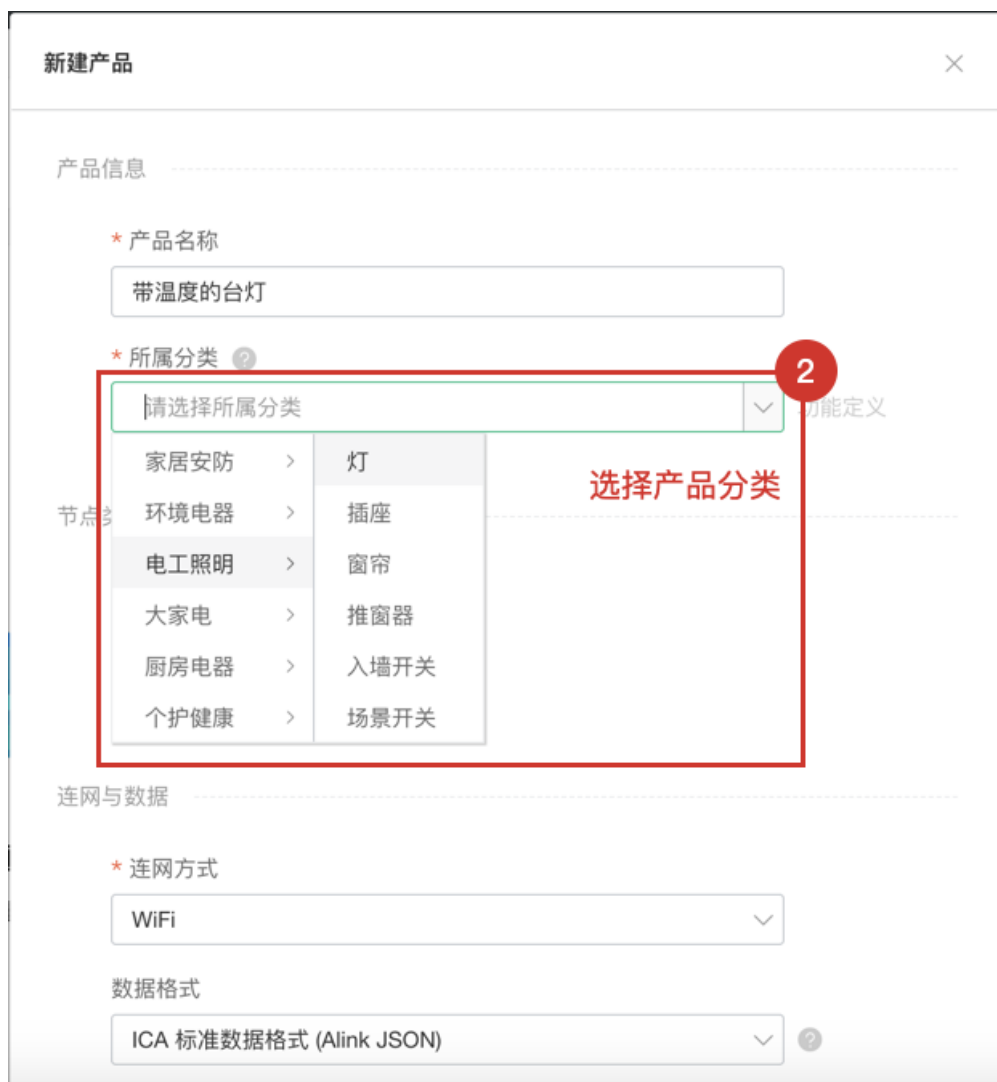 新建产品
产品信息
* 产品名称
带温度的台灯
* 所属分类 ?
2
请选择所属分类
功能定义
家居安防
灯
选择产品分类
环境电器
插座
节点
电工照明
窗帘
大家电
推窗器
厨房电器
入墙开关
个护健康
场景开关
连网与数据
* 连网方式
WiFi
数据格式
ICA 标准数据格式 (Alink JSON)
?